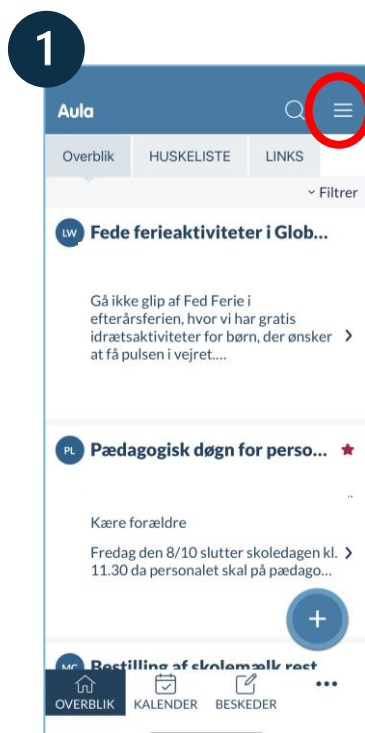 1
Aula
Overblik HUSKELISTE LINKS
Filtrer
LW Fede ferieaktiviteter i Glob...
Gå ikke glip af Fed Ferie i
efterårsferien, hvor vi har gratis
idrætsaktiviteter for børn, der ønsker
at få pulsen i vejret....
PL Pædagogisk døgn for perso...
..
Kære forældre
Fredag den 8/10 slutter skoledagen kl.
11.30 da personalet skal på pædago...
+
MC Bestilling af skolemælk rest
OVERBLIK KALENDER BESKEDER